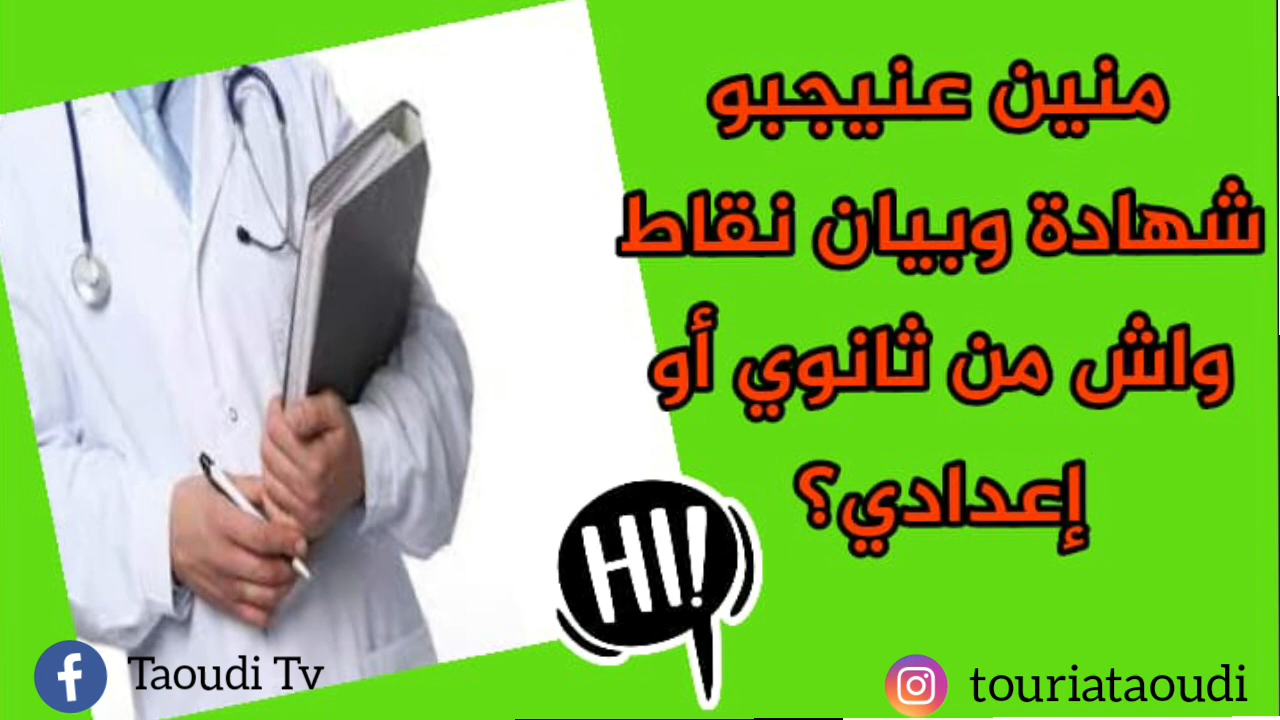 منين عنيجبو
شهادة وبيان نقاط
واش من ثانوي أو
إعدادي؟
HI!
Taoudi Tv
touriataoudi